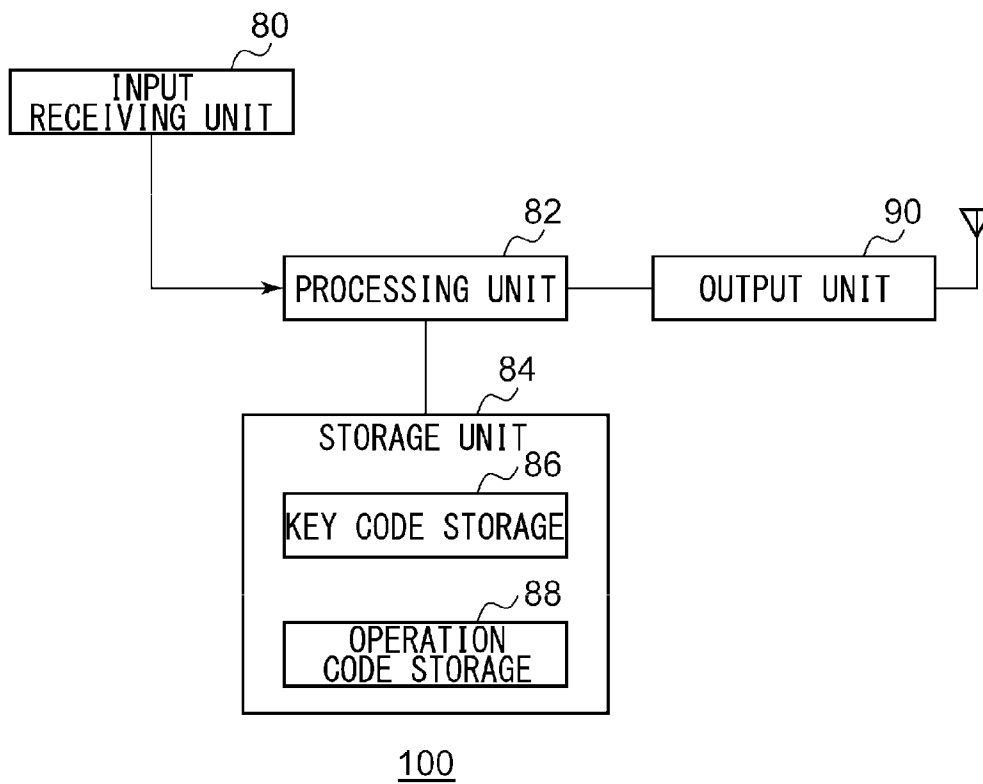 80
INPUT
RECEIVING UNIT
82
PROCESSING UNIT
90
OUTPUT UNIT
84
STORAGE UNIT
86
KEY CODE STORAGE
88
OPERATION
CODE STORAGE
100